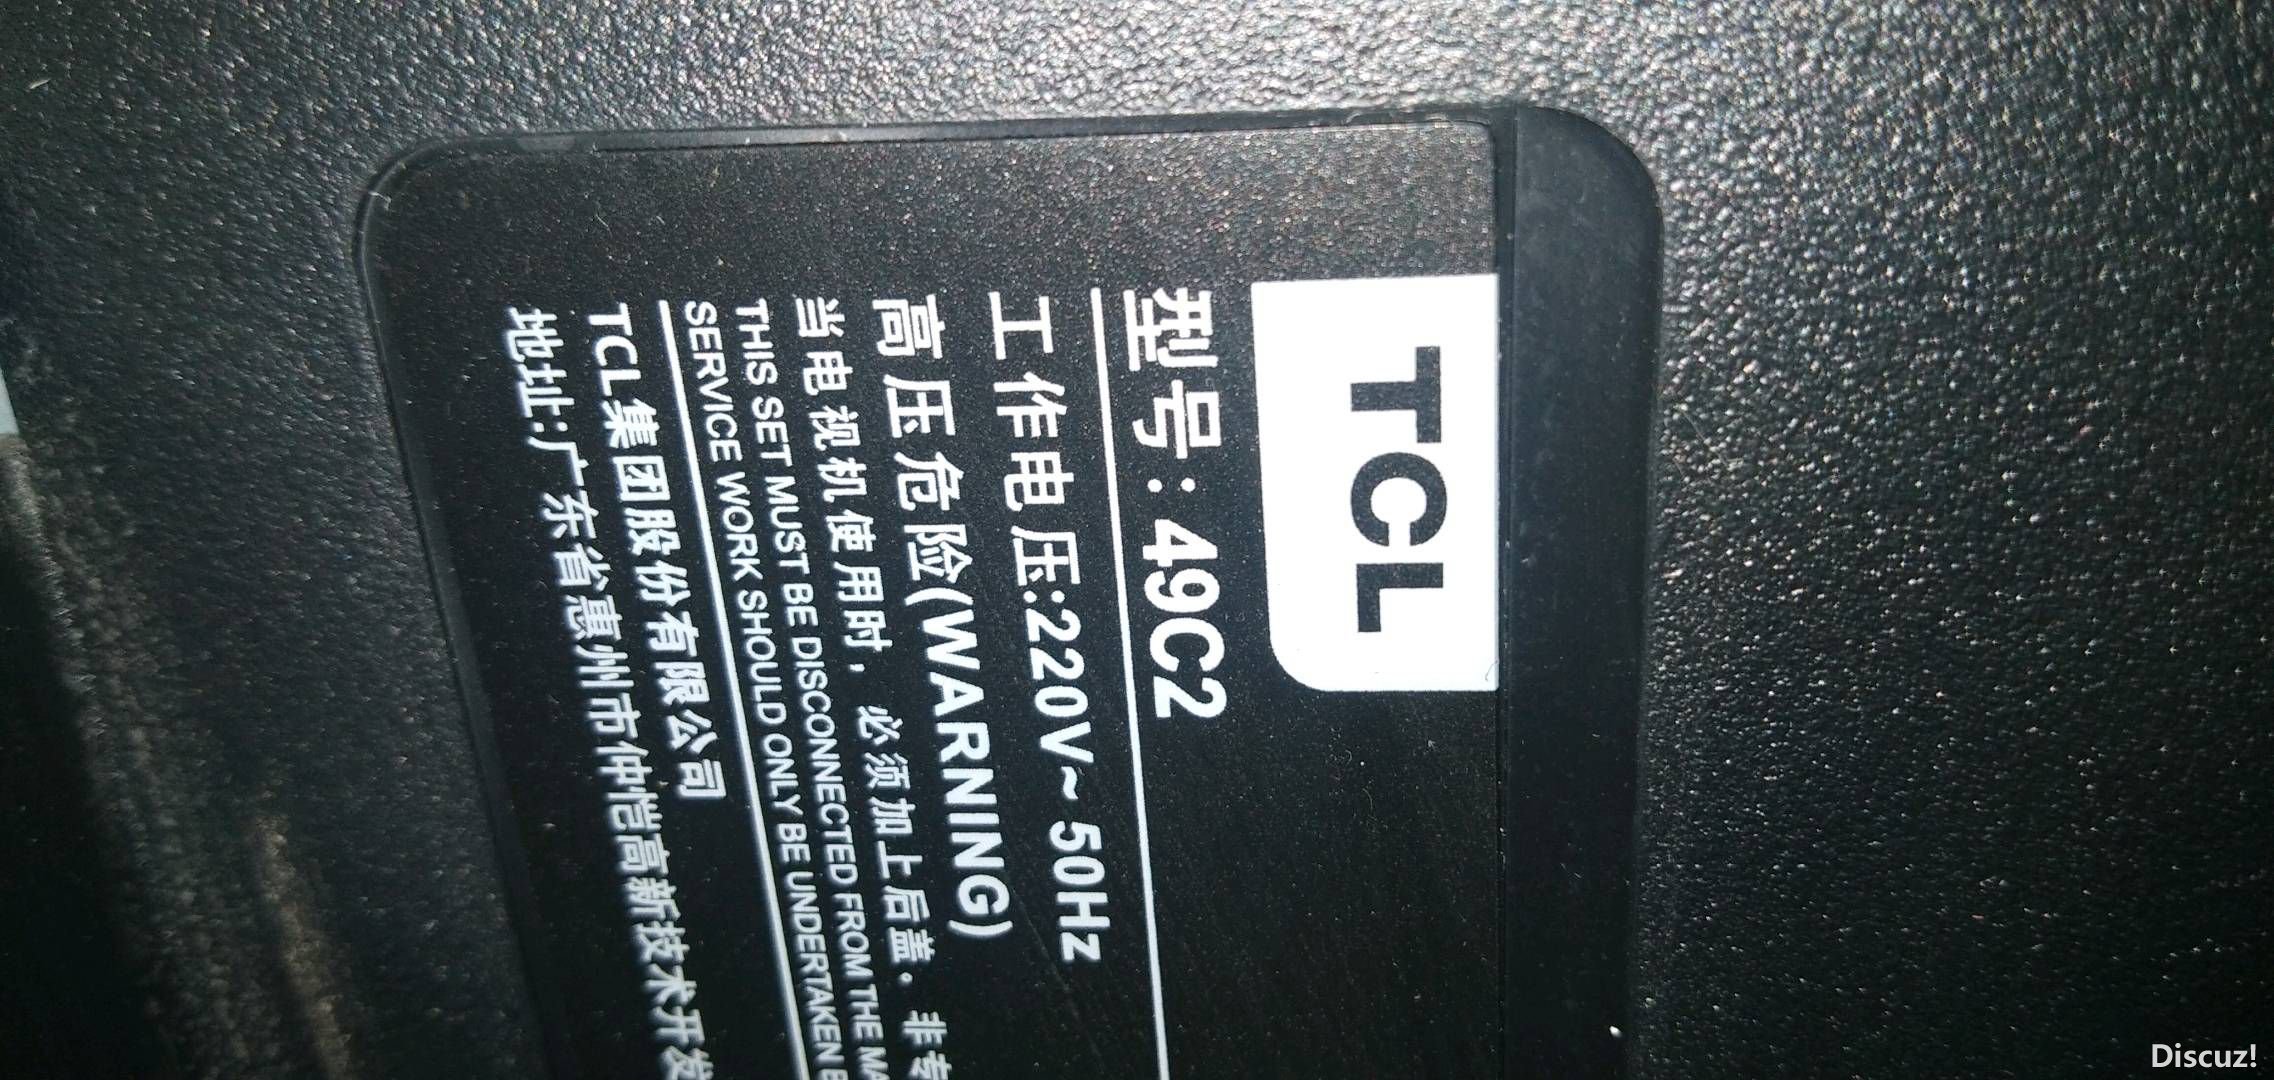 TCL
型号:49C2
工作电压:220V~50Hz
高压危险(WARNING)
当电视机使用时，必须加上后盖。非专
THIS SET MUST BE DISCONNECTED FROM THE MA
SERVICE WORK SHOULD ONLY BE UNDERTAKEN B
TCL集团股份有限公司
地址:广东省惠州市仲恺高新技术开发
Discuz!